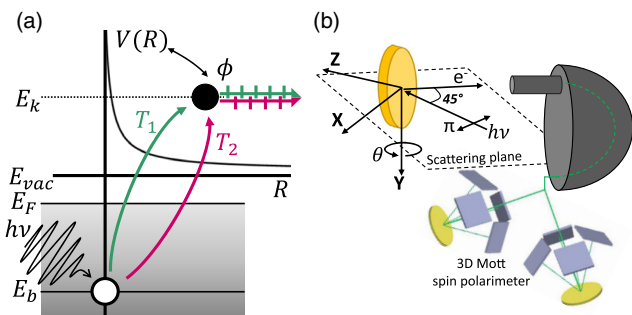 (a)
V(R)
ϕ
E_k
T_1
T_2
E_vac
R
E_F
hν
E_b
(b)
Z
e⁻
45°
X
π
hν
θ
Scattering plane
Y
3D Mott
spin polarimeter